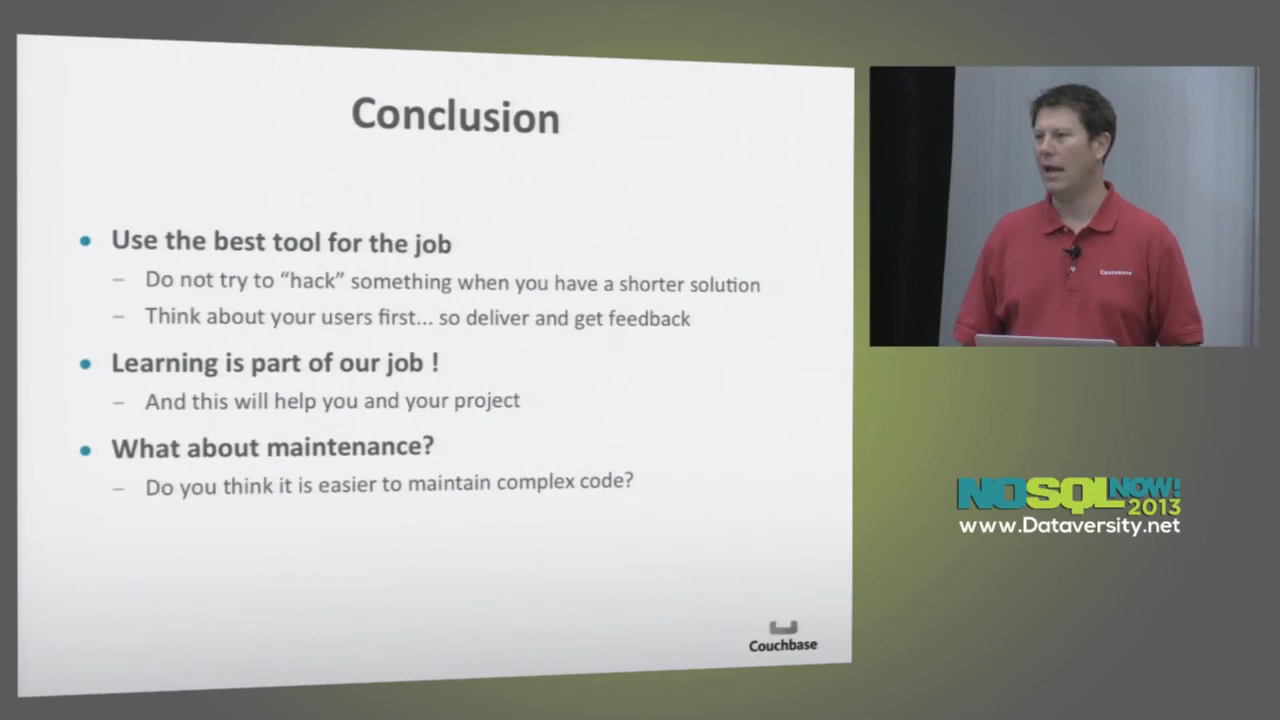 Conclusion
• Use the best tool for the job
– Do not try to “hack” something when you have a shorter solution
– Think about your users first... so deliver and get feedback
• Learning is part of our job !
– And this will help you and your project
• What about maintenance?
– Do you think it is easier to maintain complex code?
Couchbase
Couchbase
NOSQL NOW!
2013
www.Dataversity.net